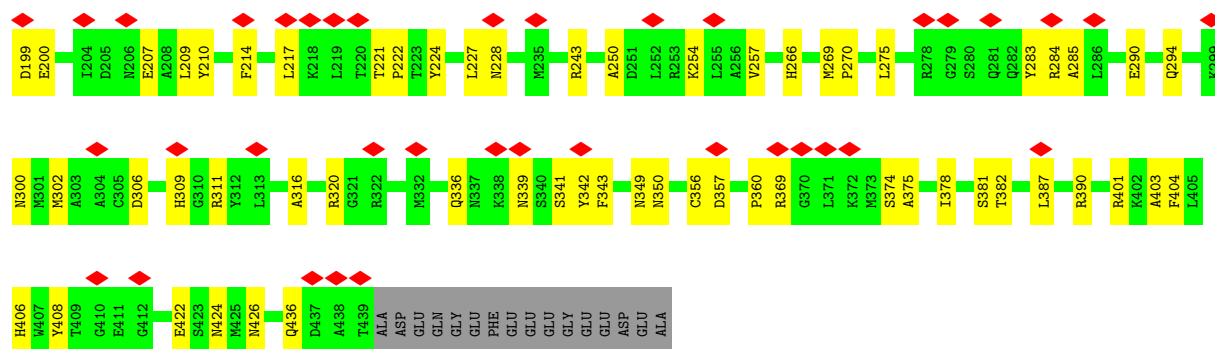 D199 E200 I204 D205 N206 E207 A208 L209 Y210 F214 L217 K218 L219 T220 T221 P222 T223 Y224 L227 N228 M235 R243 A250 D251 L252 R253 K254 L255 A256 V257 H266 M269 P270 L275 R278 G279 S280 Q281 Q282 Y283 R284 A285 L286 E290 Q294 K299
N300 M301 M302 A303 A304 C305 D306 H309 G310 R311 Y312 L313 A316 R320 G321 R322 M332 Q336 N337 K338 N339 S340 S341 Y342 F343 N349 N350 C356 D357 P360 R369 G370 L371 K372 M373 S374 A375 I378 S381 T382 L387 R390 R401 K402 A403 F404 L405
H406 W407 Y408 T409 G410 E411 G412 E422 S423 N424 M425 N426 Q436 D437 A438 T439 ALA ASP GLU GLN GLY GLU PHE GLU GLU GLU GLY GLU GLU ASP GLU ALA